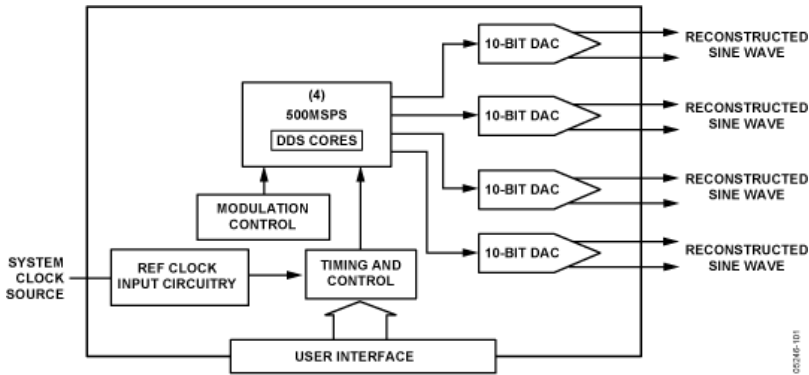 10-BIT DAC
RECONSTRUCTED
SINE WAVE
(4)
500MSPS
DDS CORES
10-BIT DAC
RECONSTRUCTED
SINE WAVE
10-BIT DAC
RECONSTRUCTED
SINE WAVE
MODULATION
CONTROL
10-BIT DAC
RECONSTRUCTED
SINE WAVE
SYSTEM
CLOCK
SOURCE
REF CLOCK
INPUT CIRCUITRY
TIMING AND
CONTROL
USER INTERFACE
05246-101